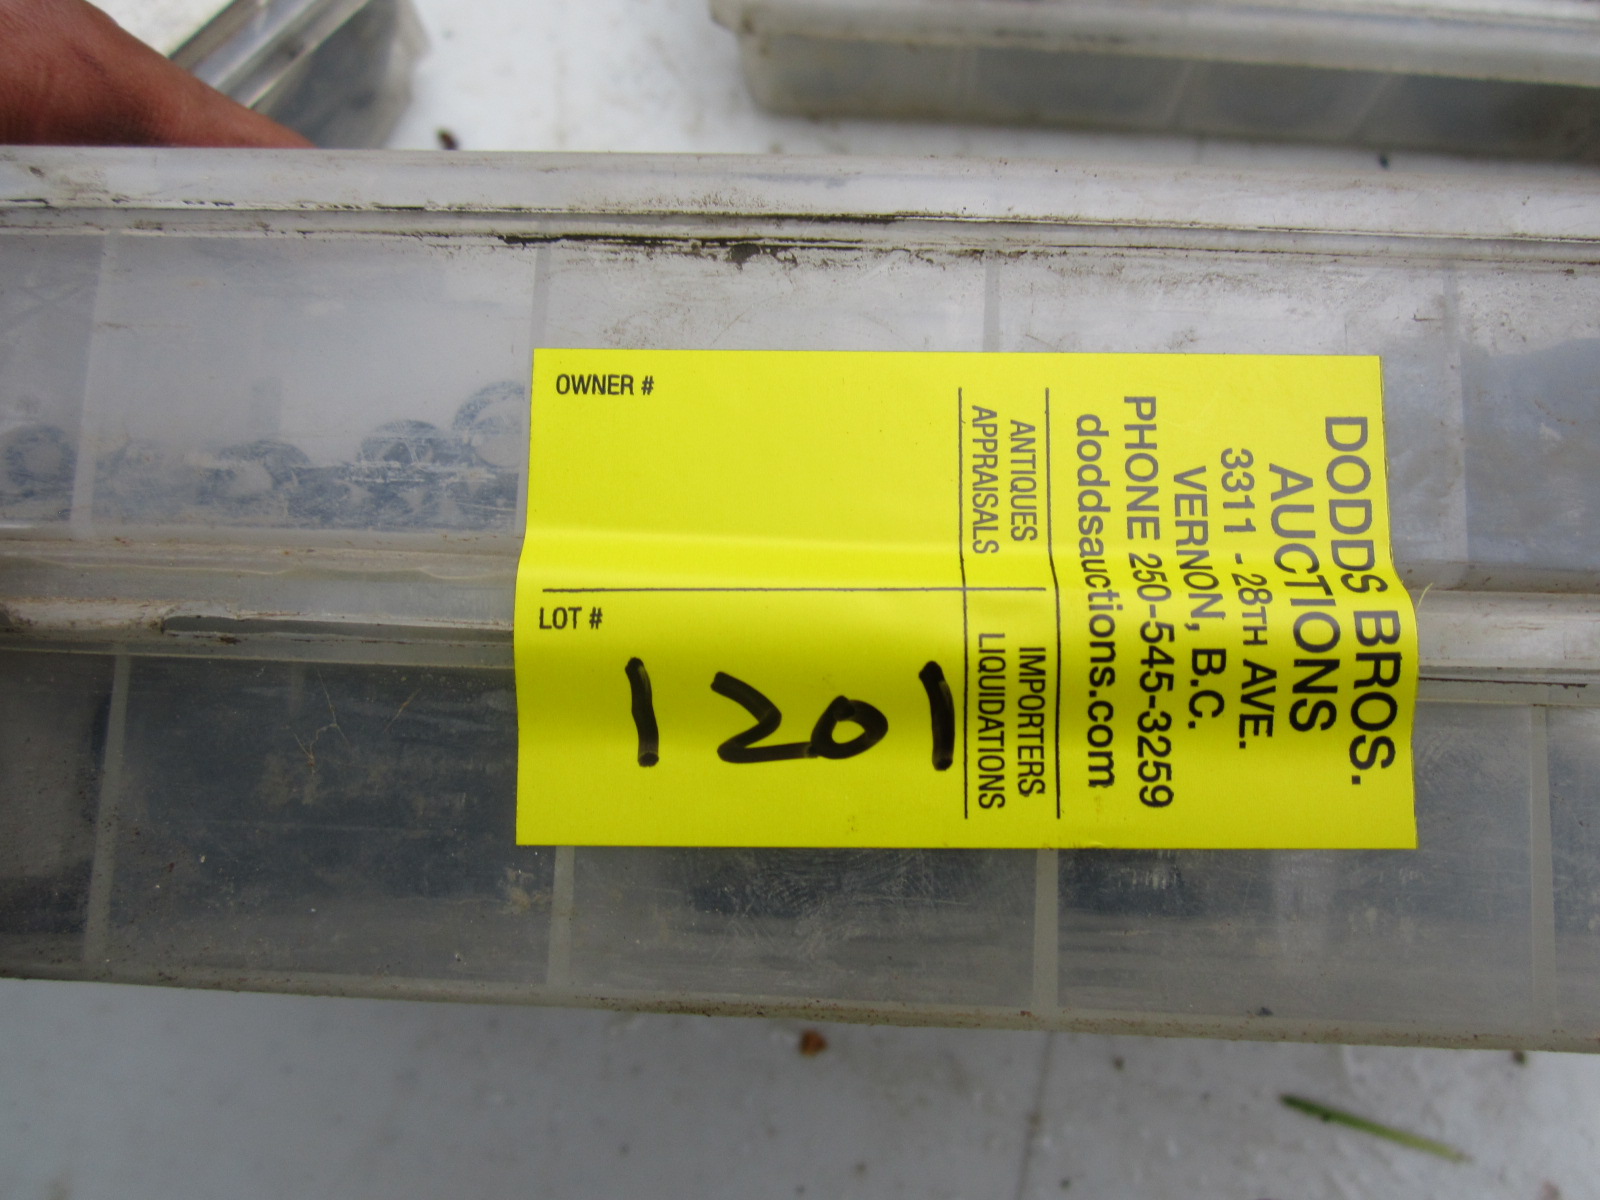 DODDS BROS.
AUCTIONS
3311 - 28TH AVE.
VERNON, B.C.
PHONE 250-545-3259
doddsauctions.com
ANTIQUES
APPRAISALS
IMPORTERS
LIQUIDATIONS
OWNER #
LOT #
1201